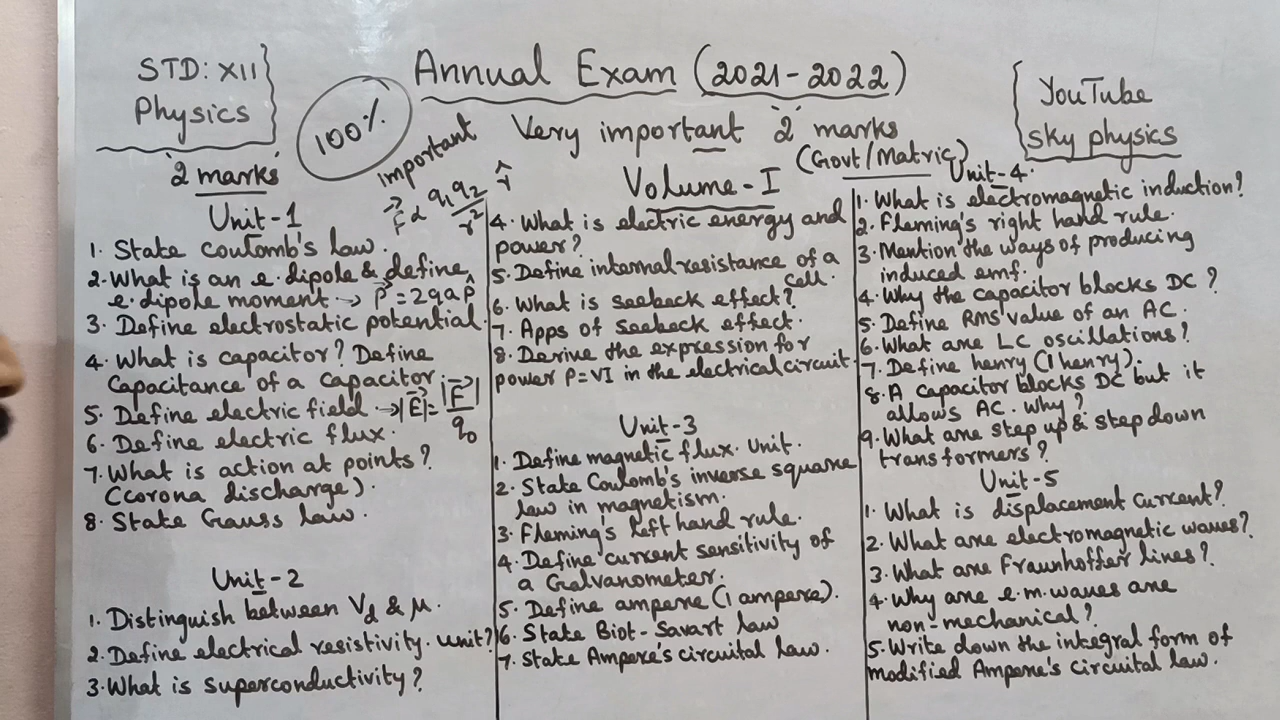 STD: XII
Physics
100%
Annual Exam (2021-2022)
Very important "2" marks
(Govt/Matric)
YouTube
sky physics
Volume-I
important
F⃗ α q₁q₂/r² r̂
"2 marks"
Unit-1
1. State coulomb's law.
2. What is an e.dipole & define
e.dipole moment → P⃗ = 2qap̂
3. Define electrostatic potential.
4. What is capacitor? Define
Capacitance of a capacitor.
5. Define electric field → |E⃗| = |F⃗|/q₀
6. Define electric flux.
7. What is action at points?
(corona discharge).
8. State Gauss law.
Unit-2
1. Distinguish between Vd & μ.
2. Define electrical resistivity. unit?
3. What is superconductivity?
4. What is electric energy and
power?
5. Define internal resistance of a
cell.
6. What is seebeck effect?
7. Apps of seebeck effect.
8. Derive the expression for
power P=VI in the electrical circuit.
Unit-3
1. Define magnetic flux. Unit.
2. State Coulomb's inverse square
law in magnetism.
3. Fleming's left hand rule.
4. Define current sensitivity of
a Galvanometer.
5. Define ampere (1 ampere).
6. State Biot-Savart law
7. State Ampere's circuital law.
Unit-4
1. What is electromagnetic induction?
2. Fleming's right hand rule.
3. Mention the ways of producing
induced emf.
4. Why the capacitor blocks DC?
5. Define RMS value of an AC.
6. What are LC oscillations?
7. Define henry (1 henry).
8. A capacitor blocks DC but it
allows AC. Why?
9. What are step up & step down
transformers?
Unit-5
1. What is displacement current?
2. What are electromagnetic waves?
3. What are Fraunhoffer lines?
4. Why are e.m.waves are
non-mechanical?
5. Write down the integral form of
modified Ampere's circuital law.